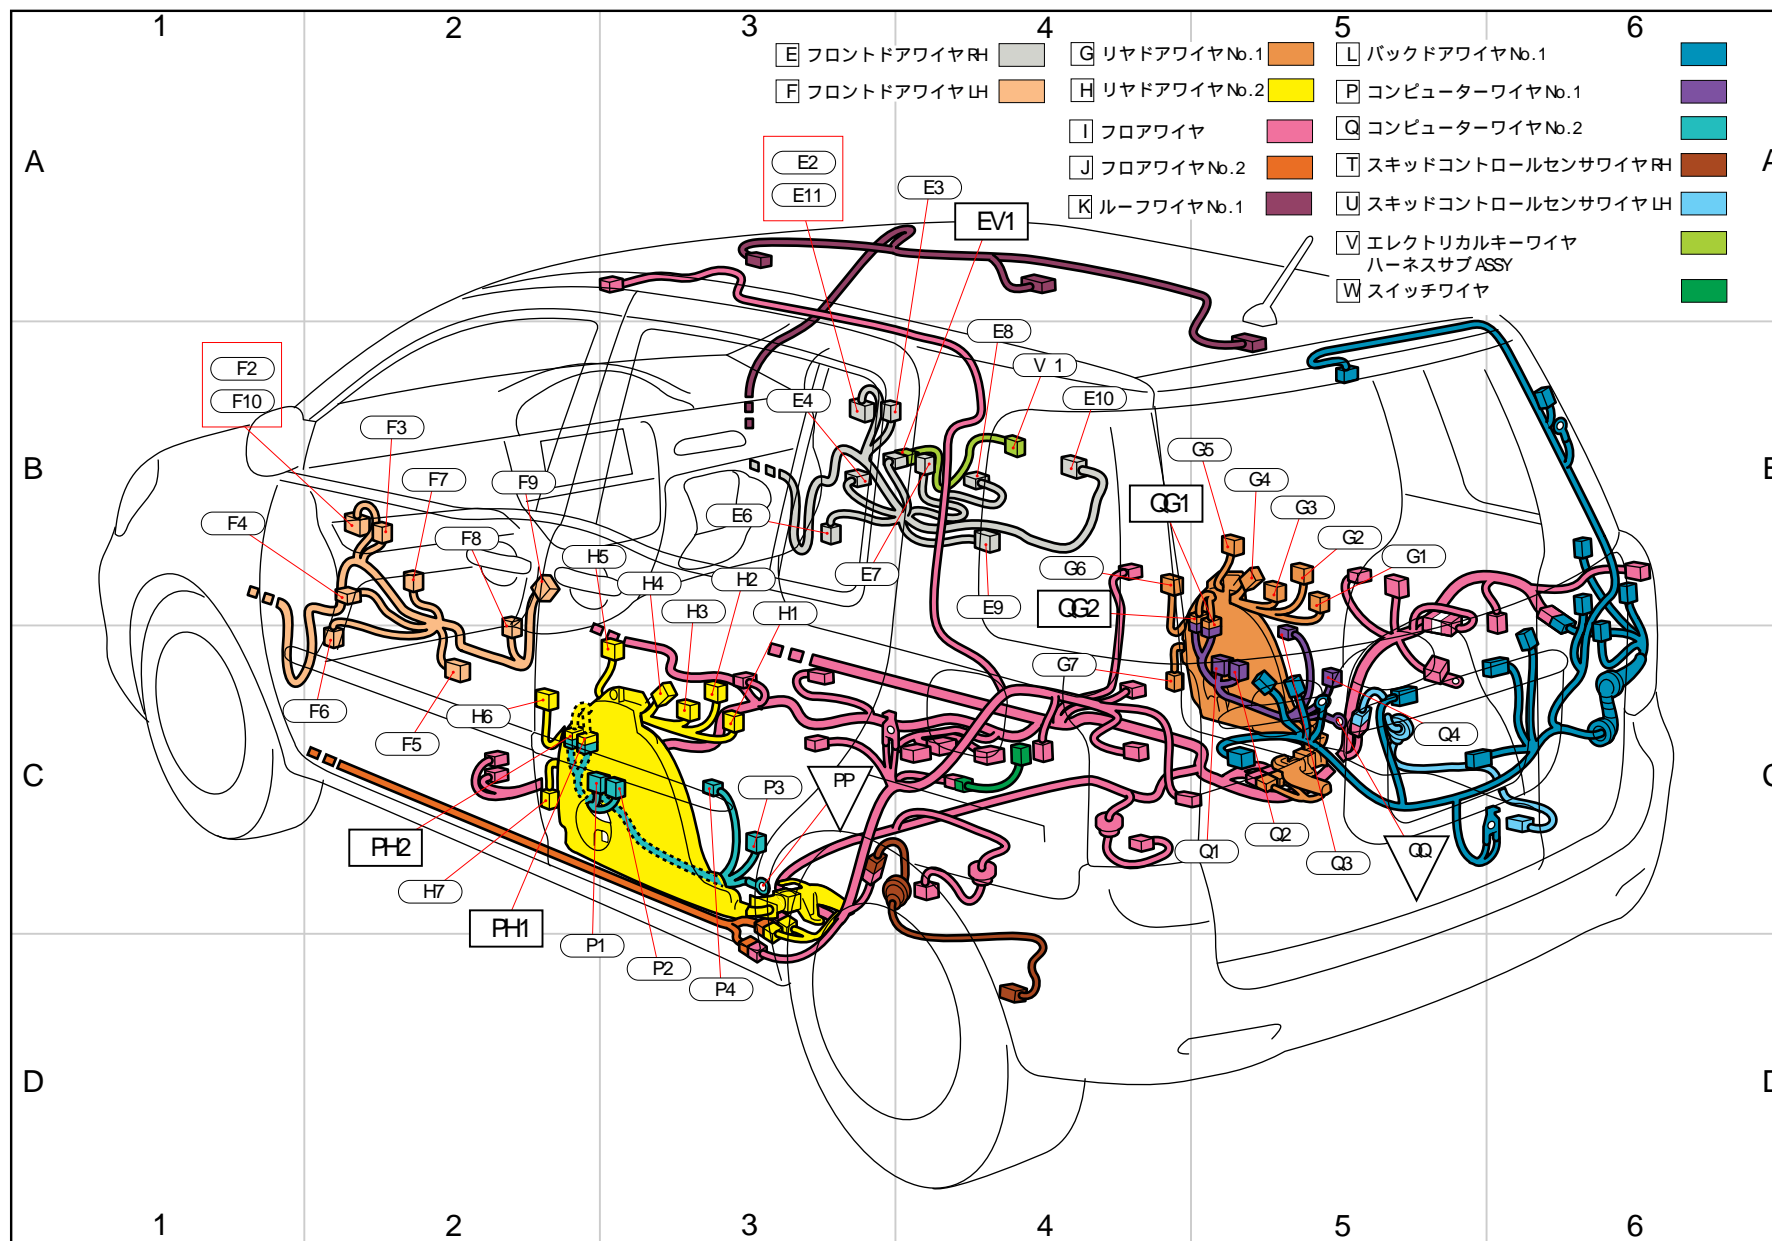 1 2 3 4 5 6
E フロントドアワイヤRH
F フロントドアワイヤLH
G リヤドアワイヤNo.1
H リヤドアワイヤNo.2
I フロアワイヤ
J フロアワイヤNo.2
K ルーフワイヤNo.1
L バックドアワイヤNo.1
P コンピューターワイヤNo.1
Q コンピューターワイヤNo.2
T スキッドコントロールセンサワイヤRH
U スキッドコントロールセンサワイヤLH
V エレクトリカルキーワイヤ
ハーネスサブASSY
W スイッチワイヤ
A A
E2
E11
E3
EV1
E8
V 1
E10
E4
F2
F10
F3
F7
F9
F4
F8
B B
E6
E7
E9
G5
G4
G3
G2
G1
QG1
G6
QG2
G7
H5
H4
H2
H3
H1
H6
F6
F5
C C
PH2
H7
PH1
P1
P2
P4
P3
PP
Q4
Q1
Q2
Q3
QQ
D D
1 2 3 4 5 6